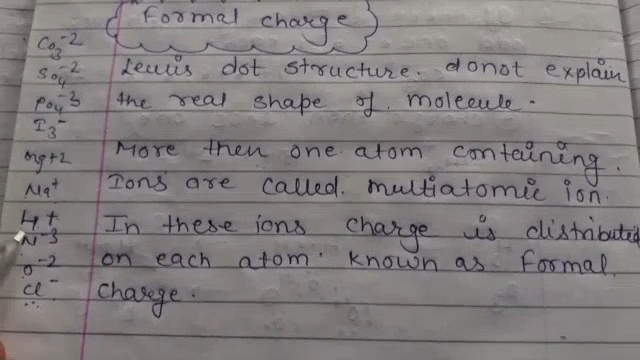 Formal charge
Co3-2
So4-2 Lewis dot structure. donot explain
po4-3 the real shape of molecule.
I3-
Mg+2 More then one atom containing.
Na+ Ions are called. multiatomic ion.
H+ In these ions charge is distributed
N-3
O-2 on each atom. known as Formal.
Cl- charge.